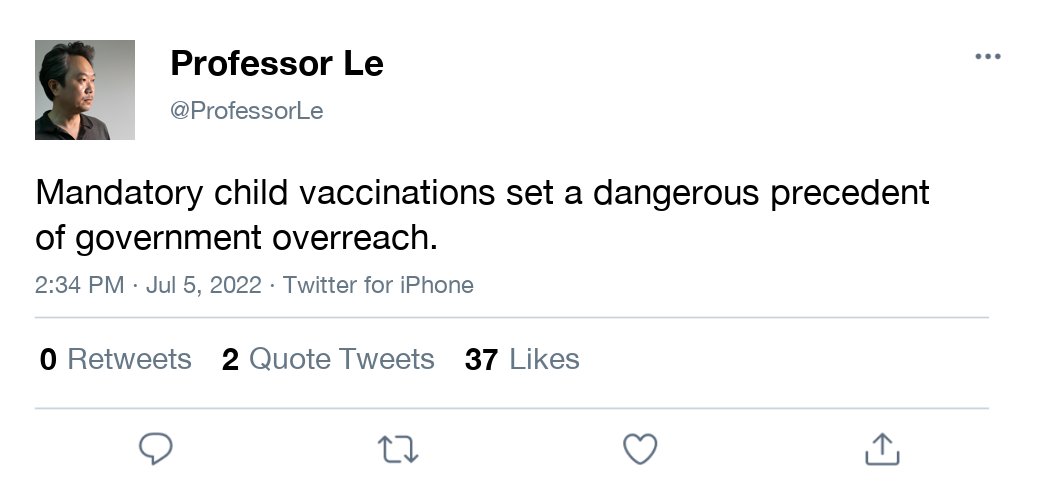 Professor Le
@ProfessorLe
Mandatory child vaccinations set a dangerous precedent
of government overreach.
2:34 PM · Jul 5, 2022 · Twitter for iPhone
0 Retweets 2 Quote Tweets 37 Likes